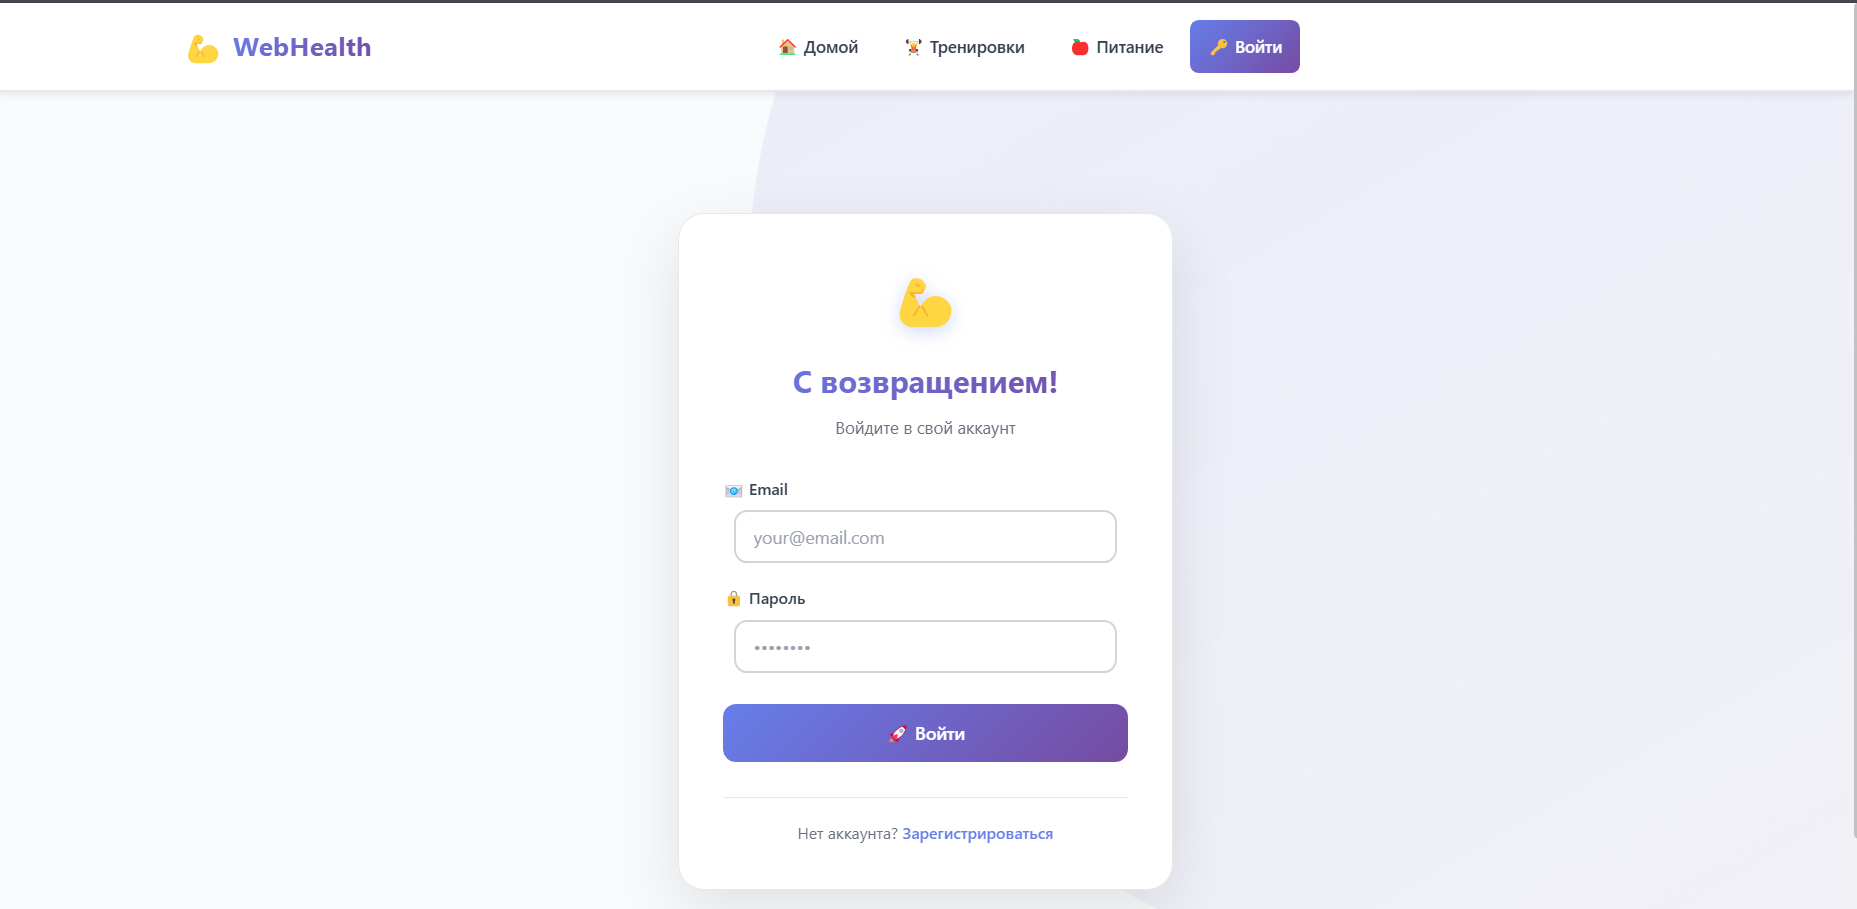 WebHealth
Домой Тренировки Питание Войти
С возвращением!
Войдите в свой аккаунт
Email
your@email.com
Пароль
••••••••
Войти
Нет аккаунта? Зарегистрироваться